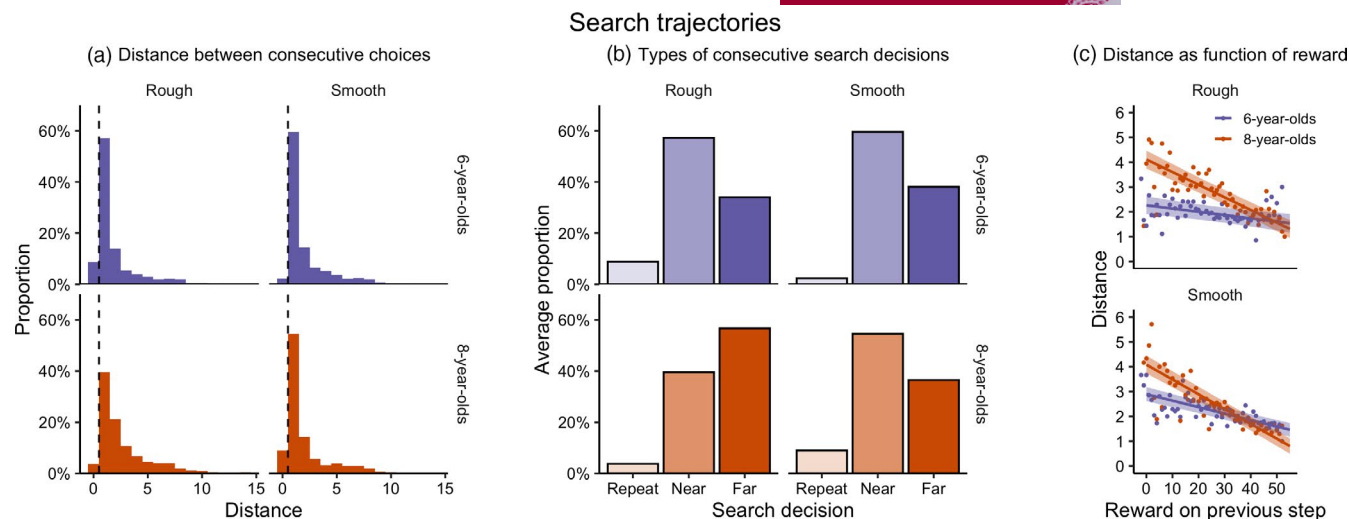 Search trajectories
(a) Distance between consecutive choices
Rough
Smooth
Proportion
60%
40%
20%
0%
6-year-olds
60%
40%
20%
0%
8-year-olds
0 5 10 15
0 5 10 15
Distance
(b) Types of consecutive search decisions
Rough
Smooth
Average proportion
60%
40%
20%
0%
6-year-olds
60%
40%
20%
0%
8-year-olds
Repeat Near Far
Repeat Near Far
Search decision
(c) Distance as function of reward
Rough
6-year-olds
8-year-olds
Distance
6
5
4
3
2
1
0
Smooth
6
5
4
3
2
1
0
0 10 20 30 40 50
Reward on previous step